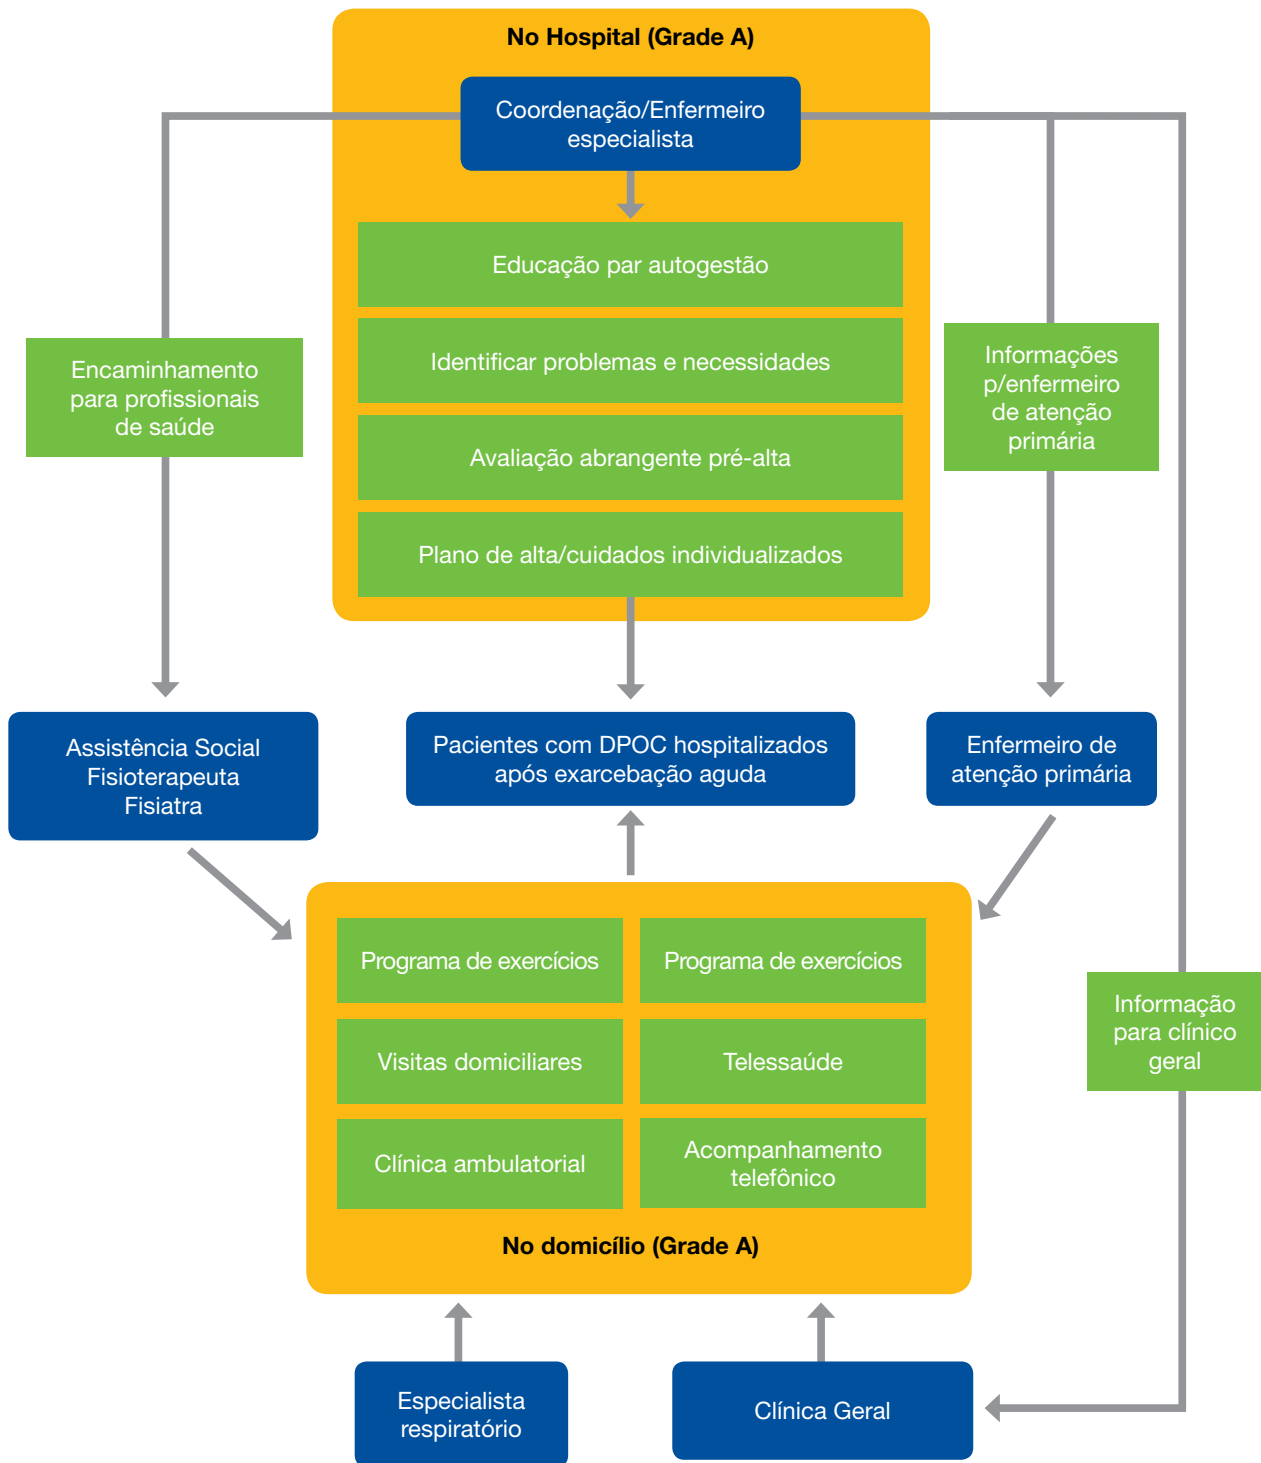 No Hospital (Grade A)
Coordenação/Enfermeiro
especialista
Educação par autogestão
Identificar problemas e necessidades
Avaliação abrangente pré-alta
Plano de alta/cuidados individualizados
Encaminhamento
para profissionais
de saúde
Informações
p/enfermeiro
de atenção
primária
Assistência Social
Fisioterapeuta
Fisiatra
Pacientes com DPOC hospitalizados
após exarcebação aguda
Enfermeiro de
atenção primária
Programa de exercícios
Programa de exercícios
Visitas domiciliares
Telessaúde
Clínica ambulatorial
Acompanhamento
telefônico
No domicílio (Grade A)
Informação
para clínico
geral
Especialista
respiratório
Clínica Geral